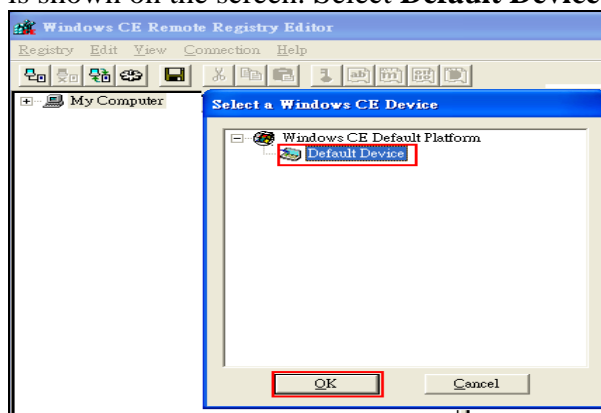 is shown on the screen. Select Default Device
Windows CE Remote Registry Editor
Registry Edit View Connection Help
My Computer
Select a Windows CE Device
Windows CE Default Platform
Default Device
OK Cancel